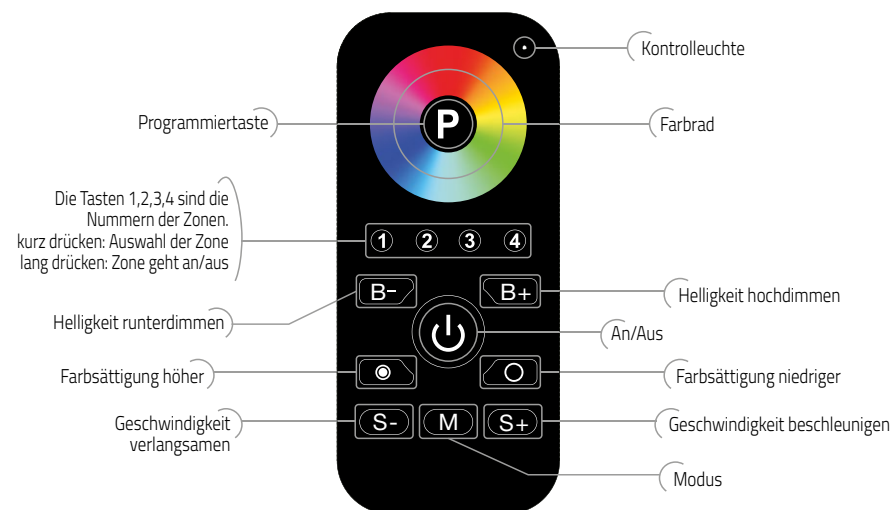 Kontrolleuchte
Programmiertaste
P
Farbrad
Die Tasten 1,2,3,4 sind die
Nummern der Zonen.
kurz drücken: Auswahl der Zone
lang drücken: Zone geht an/aus
1 2 3 4
B- B+
Helligkeit hochdimmen
Helligkeit runterdimmen
An/Aus
Farbsättigung höher
Farbsättigung niedriger
Geschwindigkeit
verlangsamen
S- M S+
Geschwindigkeit beschleunigen
Modus